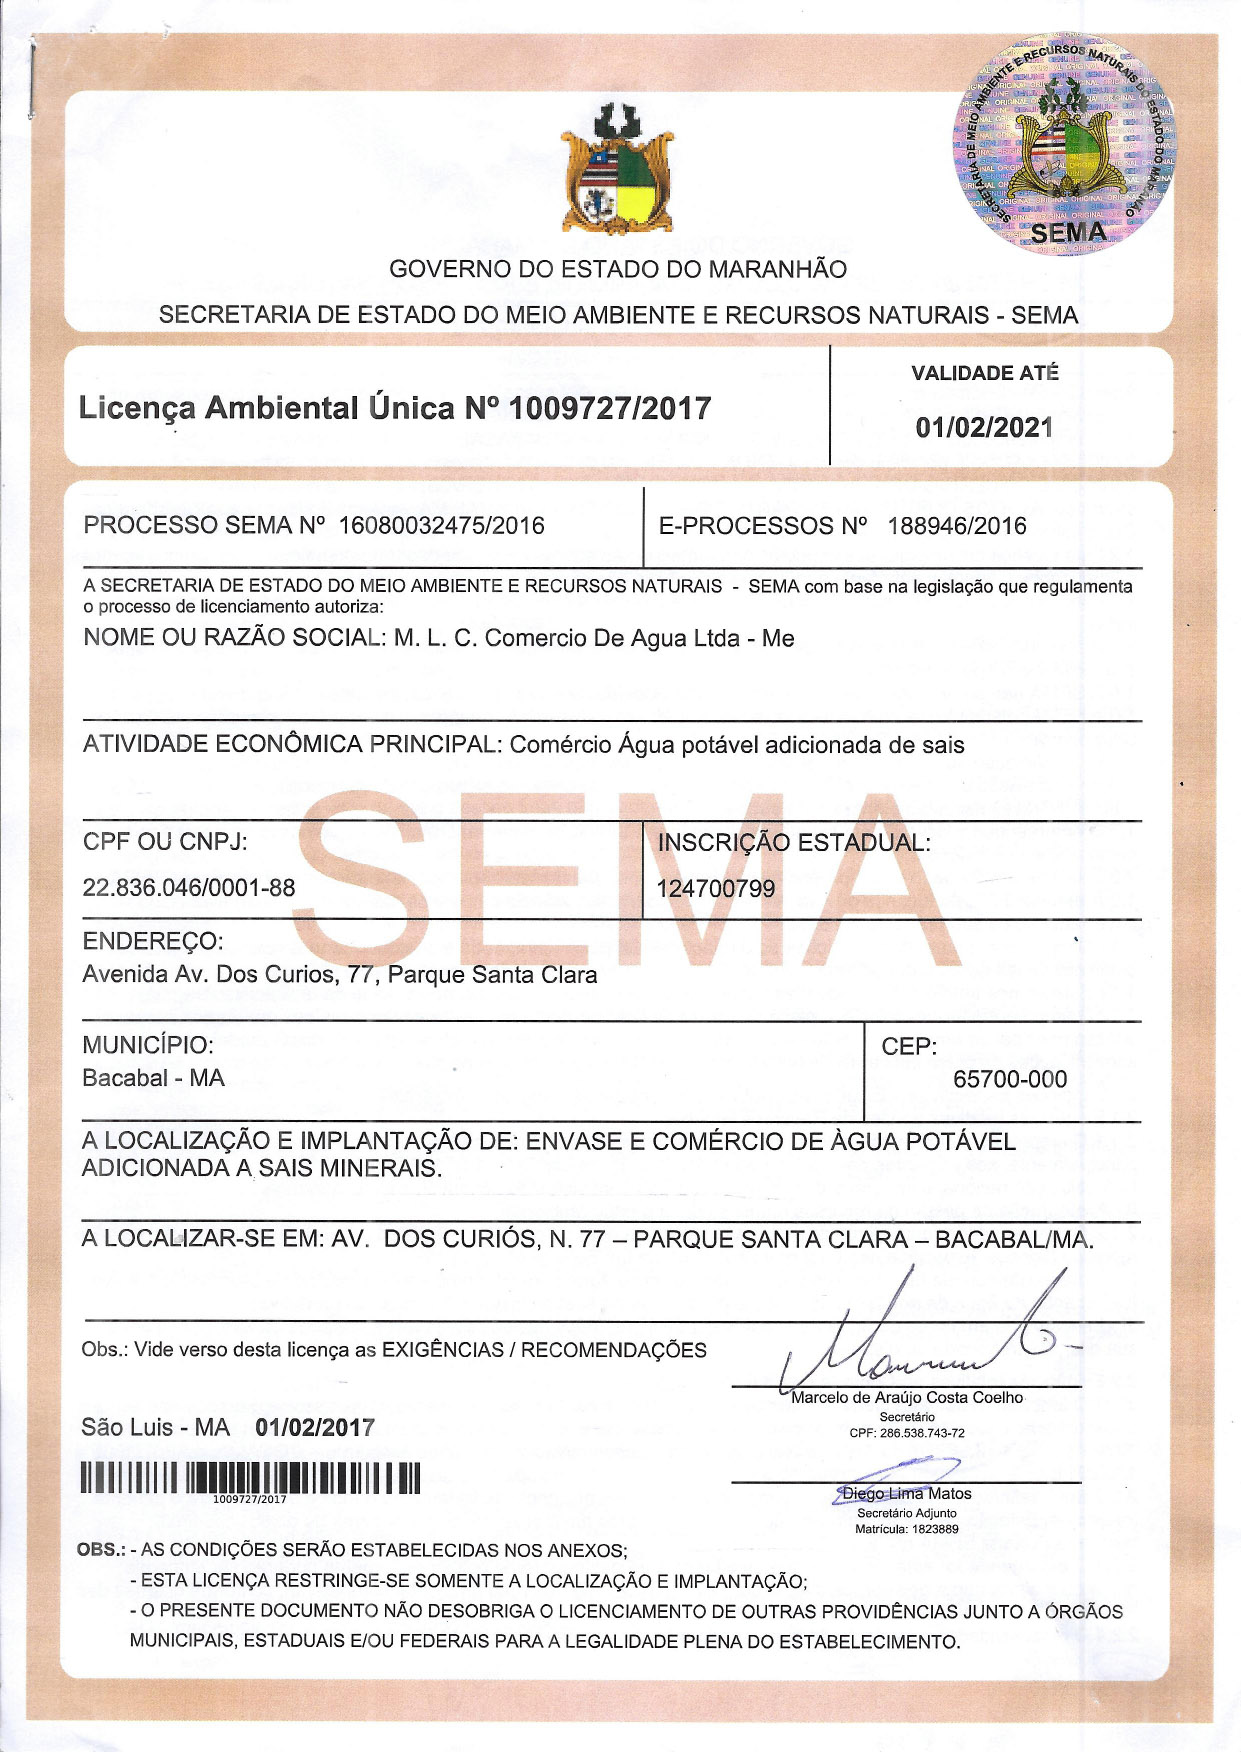 SECRETARIA DE MEIO AMBIENTE E RECURSOS NATURAIS DO ESTADO DO MARANHÃO
SEMA
GOVERNO DO ESTADO DO MARANHÃO
SECRETARIA DE ESTADO DO MEIO AMBIENTE E RECURSOS NATURAIS - SEMA
Licença Ambiental Única Nº 1009727/2017
VALIDADE ATÉ
01/02/2021
PROCESSO SEMA Nº 16080032475/2016
E-PROCESSOS Nº 188946/2016
A SECRETARIA DE ESTADO DO MEIO AMBIENTE E RECURSOS NATURAIS - SEMA com base na legislação que regulamenta
o processo de licenciamento autoriza:
NOME OU RAZÃO SOCIAL: M. L. C. Comercio De Agua Ltda - Me
ATIVIDADE ECONÔMICA PRINCIPAL: Comércio Água potável adicionada de sais
SEMA
CPF OU CNPJ:
22.836.046/0001-88
INSCRIÇÃO ESTADUAL:
124700799
ENDEREÇO:
Avenida Av. Dos Curios, 77, Parque Santa Clara
MUNICÍPIO:
Bacabal - MA
CEP:
65700-000
A LOCALIZAÇÃO E IMPLANTAÇÃO DE: ENVASE E COMÉRCIO DE ÀGUA POTÁVEL
ADICIONADA A SAIS MINERAIS.
A LOCALIZAR-SE EM: AV. DOS CURIÓS, N. 77 – PARQUE SANTA CLARA – BACABAL/MA.
Obs.: Vide verso desta licença as EXIGÊNCIAS / RECOMENDAÇÕES
Marcelo de Araújo Costa Coelho
Secretário
CPF: 286.538.743-72
São Luis - MA 01/02/2017
1009727/2017
Diego Lima Matos
Secretário Adjunto
Matrícula: 1823889
OBS.: - AS CONDIÇÕES SERÃO ESTABELECIDAS NOS ANEXOS;
- ESTA LICENÇA RESTRINGE-SE SOMENTE A LOCALIZAÇÃO E IMPLANTAÇÃO;
- O PRESENTE DOCUMENTO NÃO DESOBRIGA O LICENCIAMENTO DE OUTRAS PROVIDÊNCIAS JUNTO A ÓRGÃOS
MUNICIPAIS, ESTADUAIS E/OU FEDERAIS PARA A LEGALIDADE PLENA DO ESTABELECIMENTO.